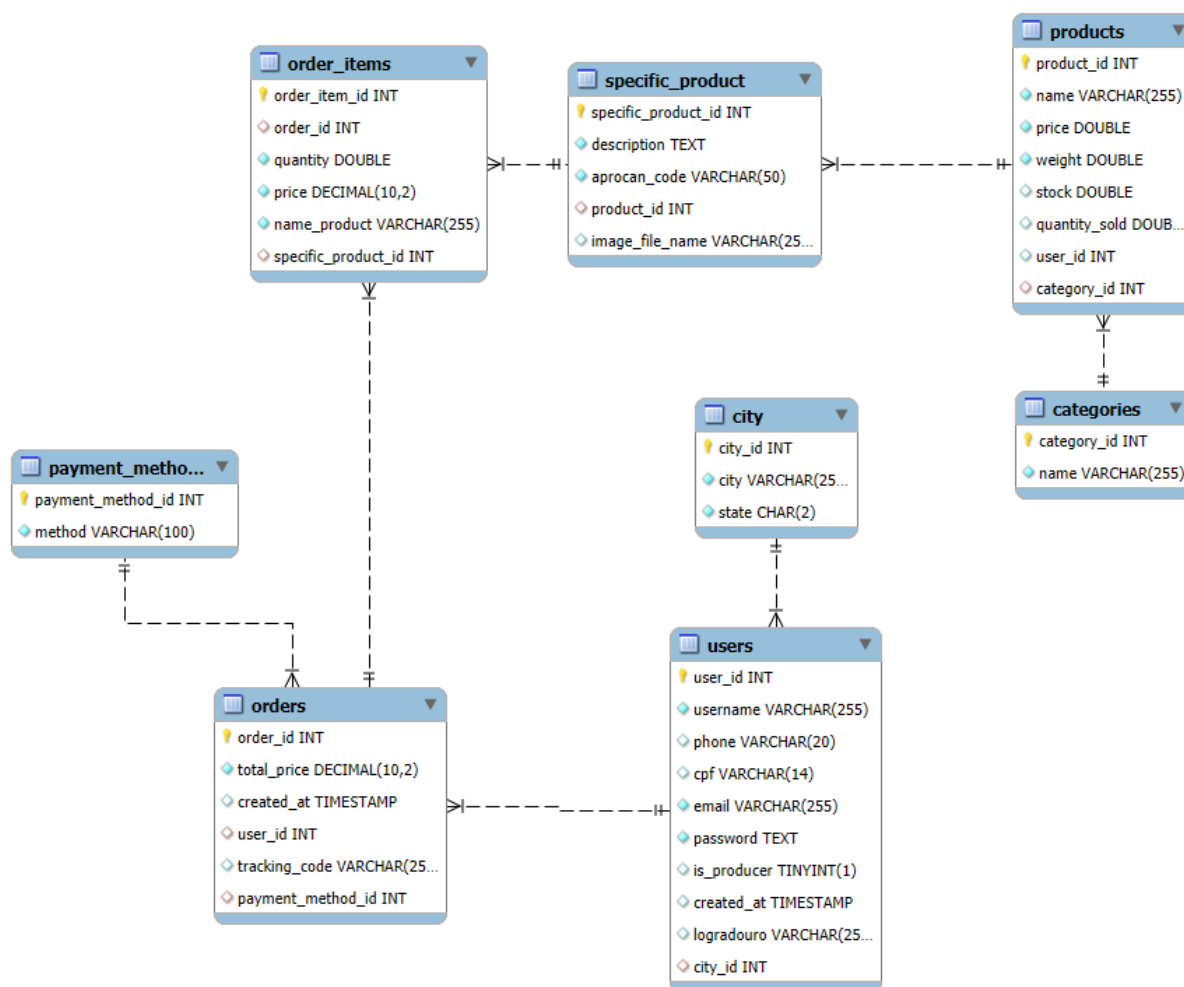 order_items
order_item_id INT
order_id INT
quantity DOUBLE
price DECIMAL(10,2)
name_product VARCHAR(255)
specific_product_id INT
specific_product
specific_product_id INT
description TEXT
aprocan_code VARCHAR(50)
product_id INT
image_file_name VARCHAR(25...
products
product_id INT
name VARCHAR(255)
price DOUBLE
weight DOUBLE
stock DOUBLE
quantity_sold DOUB...
user_id INT
category_id INT
categories
category_id INT
name VARCHAR(255)
city
city_id INT
city VARCHAR(25...
state CHAR(2)
payment_metho...
payment_method_id INT
method VARCHAR(100)
orders
order_id INT
total_price DECIMAL(10,2)
created_at TIMESTAMP
user_id INT
tracking_code VARCHAR(25...
payment_method_id INT
users
user_id INT
username VARCHAR(255)
phone VARCHAR(20)
cpf VARCHAR(14)
email VARCHAR(255)
password TEXT
is_producer TINYINT(1)
created_at TIMESTAMP
logradouro VARCHAR(25...
city_id INT